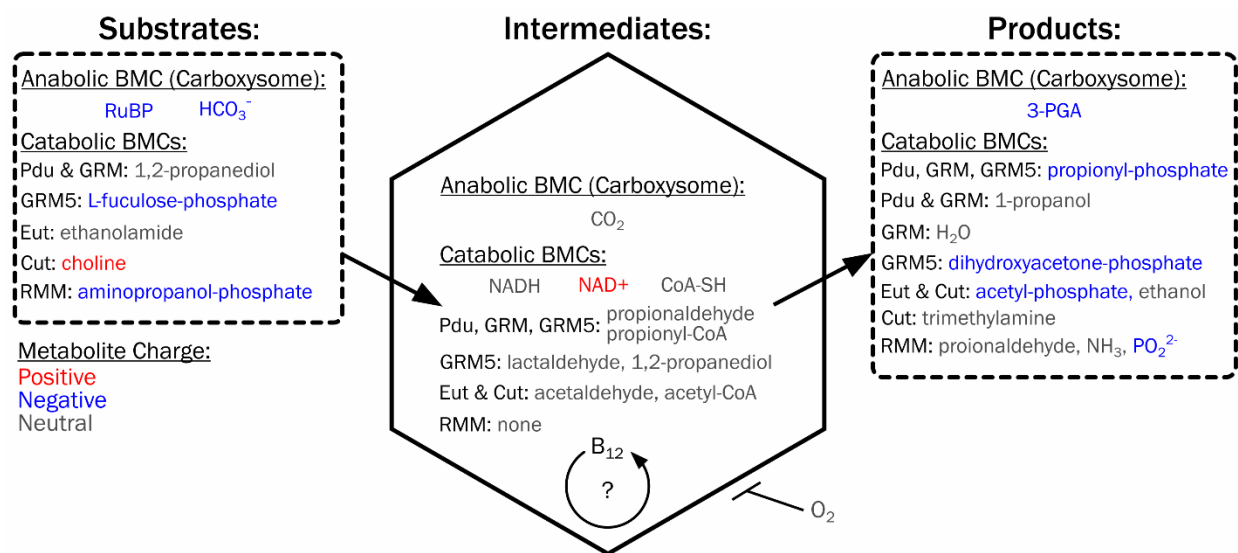 Substrates:
Anabolic BMC (Carboxysome):
RuBP HCO₃⁻
Catabolic BMCs:
Pdu & GRM: 1,2-propanediol
GRM5: L-fuculose-phosphate
Eut: ethanolamide
Cut: choline
RMM: aminopropanol-phosphate
Metabolite Charge:
Positive
Negative
Neutral
Intermediates:
Anabolic BMC (Carboxysome):
CO₂
Catabolic BMCs:
NADH NAD+ CoA-SH
Pdu, GRM, GRM5: propionaldehyde
propionyl-CoA
GRM5: lactaldehyde, 1,2-propanediol
Eut & Cut: acetaldehyde, acetyl-CoA
RMM: none
B₁₂
?
O₂
Products:
Anabolic BMC (Carboxysome):
3-PGA
Catabolic BMCs:
Pdu, GRM, GRM5: propionyl-phosphate
Pdu & GRM: 1-propanol
GRM: H₂O
GRM5: dihydroxyacetone-phosphate
Eut & Cut: acetyl-phosphate, ethanol
Cut: trimethylamine
RMM: proionaldehyde, NH₃, PO₂²⁻